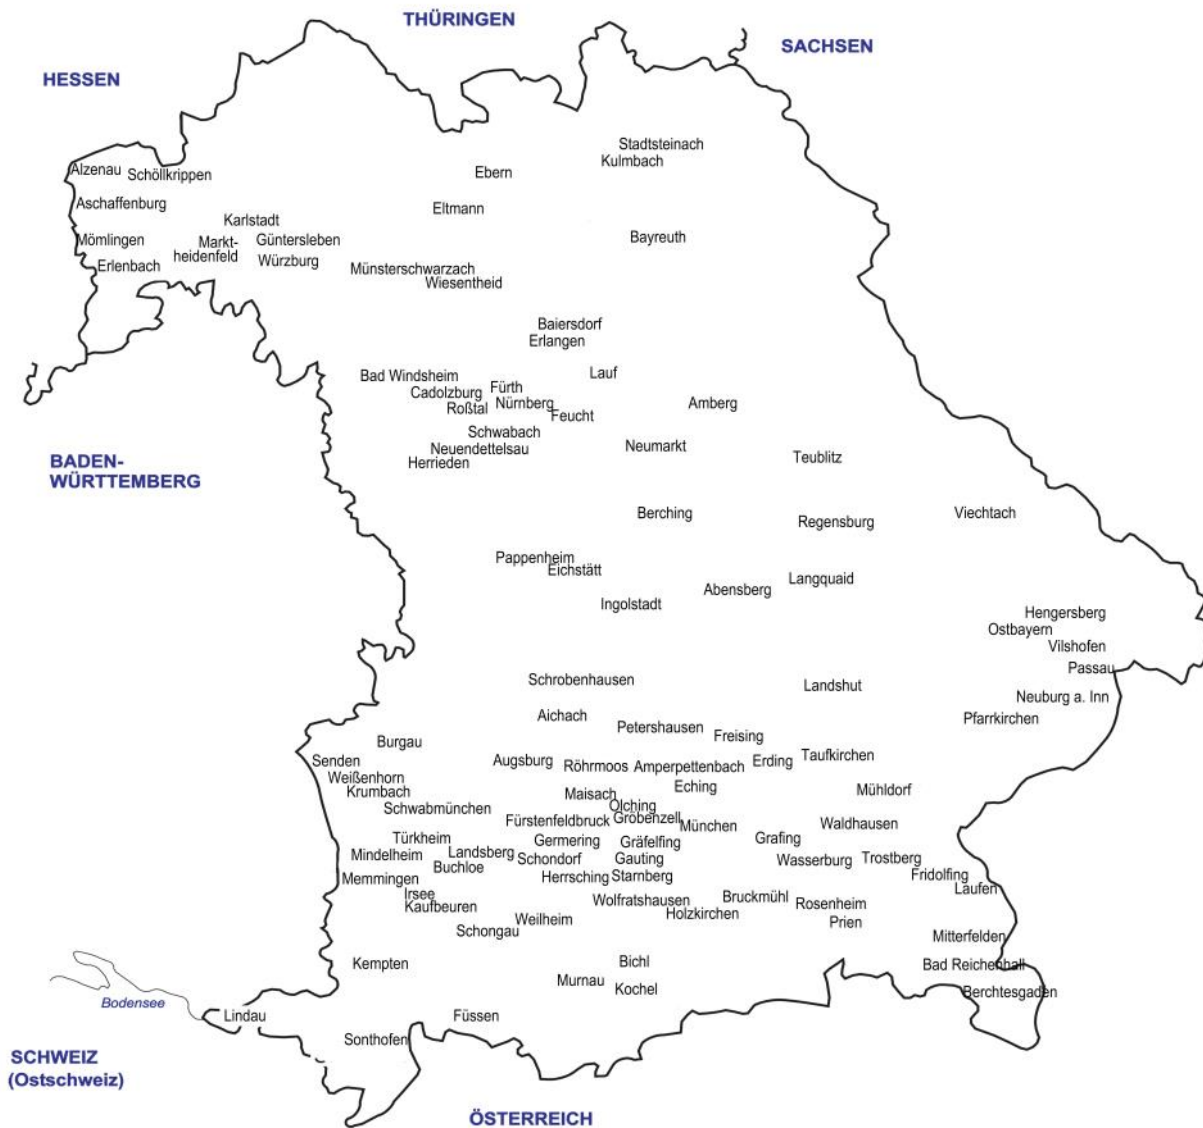 THÜRINGEN
SACHSEN
HESSEN
Stadtsteinach
Kulmbach
Alzenau
Schöllkrippen
Ebern
Aschaffenburg
Eltmann
Karlstadt
Mömlingen
Markt-
heidenfeld
Güntersleben
Bayreuth
Erlenbach
Würzburg
Münsterschwarzach
Wiesentheid
Baiersdorf
Erlangen
Bad Windsheim
Lauf
Cadolzburg
Fürth
Roßtal
Nürnberg
Feucht
Amberg
Schwabach
Neuendettelsau
Neumarkt
Herrieden
Teublitz
BADEN-
WÜRTTEMBERG
Berching
Regensburg
Viechtach
Pappenheim
Eichstätt
Langquaid
Abensberg
Ingolstadt
Hengersberg
Ostbayern
Vilshofen
Passau
Schrobenhausen
Landshut
Neuburg a. Inn
Aichach
Pfarrkirchen
Petershausen
Freising
Burgau
Senden
Augsburg
Röhrmoos
Amperpettenbach
Erding
Taufkirchen
Weißenhorn
Krumbach
Eching
Mühldorf
Maisach
Schwabmünchen
Olching
Fürstenfeldbruck
Gröbenzell
München
Waldhausen
Türkheim
Germering
Gräfelfing
Grafing
Mindelheim
Landsberg
Schondorf
Gauting
Wasserburg
Trostberg
Buchloe
Memmingen
Herrsching
Starnberg
Fridolfing
Laufen
Irsee
Kaufbeuren
Wolfratshausen
Bruckmühl
Rosenheim
Holzkirchen
Weilheim
Prien
Schongau
Mitterfelden
Kempten
Bichl
Bad Reichenhall
Murnau
Kochel
Berchtesgaden
Bodensee
Lindau
Füssen
Sonthofen
SCHWEIZ
(Ostschweiz)
ÖSTERREICH